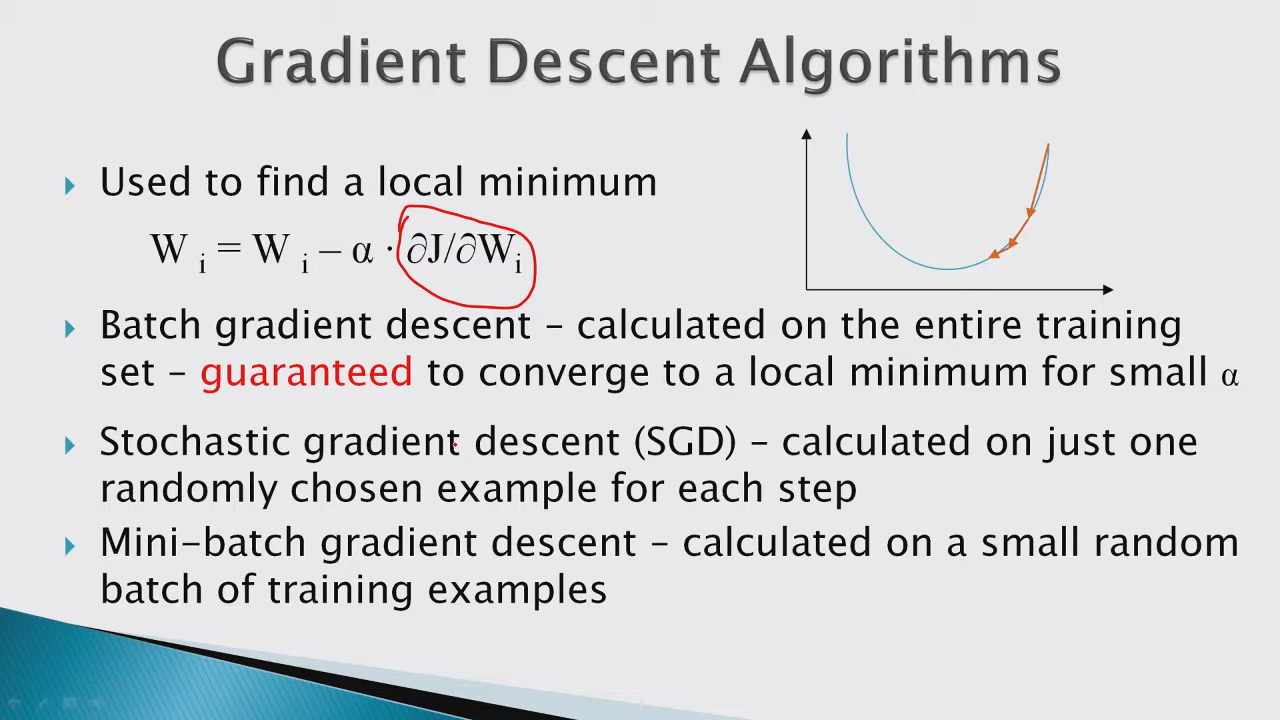 Gradient Descent Algorithms
Used to find a local minimum
W i = W i – α · ∂J/∂Wi
Batch gradient descent – calculated on the entire training
set – guaranteed to converge to a local minimum for small α
Stochastic gradient descent (SGD) – calculated on just one
randomly chosen example for each step
Mini-batch gradient descent – calculated on a small random
batch of training examples